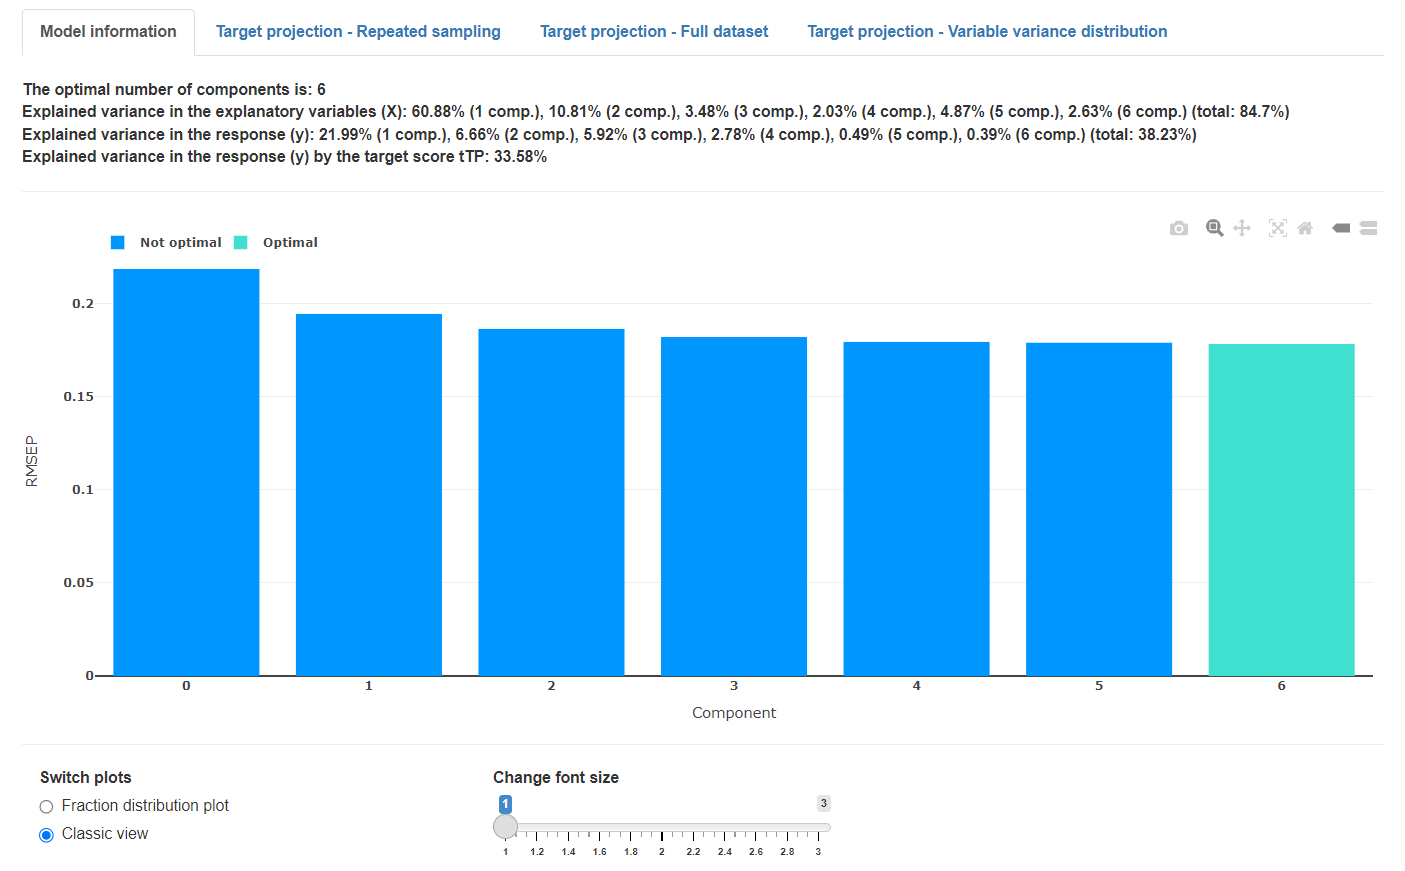 Model information
Target projection - Repeated sampling
Target projection - Full dataset
Target projection - Variable variance distribution
The optimal number of components is: 6
Explained variance in the explanatory variables (X): 60.88% (1 comp.), 10.81% (2 comp.), 3.48% (3 comp.), 2.03% (4 comp.), 4.87% (5 comp.), 2.63% (6 comp.) (total: 84.7%)
Explained variance in the response (y): 21.99% (1 comp.), 6.66% (2 comp.), 5.92% (3 comp.), 2.78% (4 comp.), 0.49% (5 comp.), 0.39% (6 comp.) (total: 38.23%)
Explained variance in the response (y) by the target score tTP: 33.58%
Not optimal
Optimal
0.2
0.15
0.1
0.05
0
RMSEP
0 1 2 3 4 5 6
Component
Switch plots
Fraction distribution plot
Classic view
Change font size
1 3
1 1.2 1.4 1.6 1.8 2 2.2 2.4 2.6 2.8 3